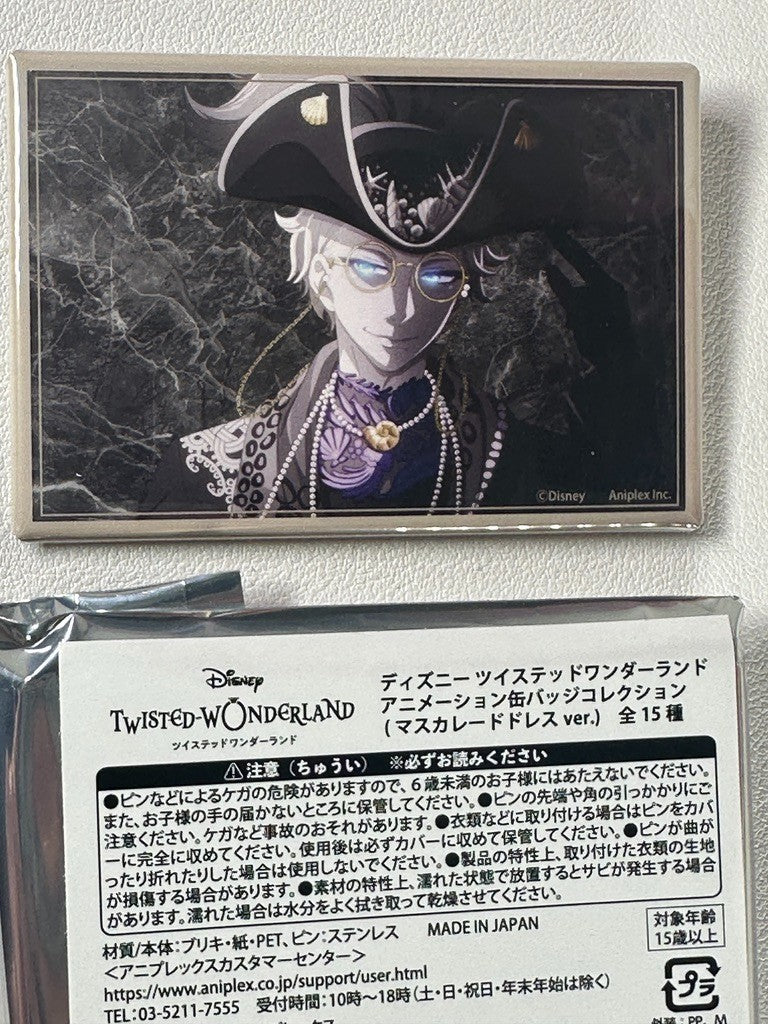 ©Disney Aniplex Inc.
Disney
TWISTED-WONDERLAND
ツイステッドワンダーランド
ディズニー ツイステッドワンダーランド
アニメーション缶バッジコレクション
(マスカレードドレス ver.) 全15種
⚠注意（ちゅうい） ※必ずお読みください
●ピンなどによるケガの危険がありますので、6歳未満のお子様にはあたえないでください。
また、お子様の手の届かないところに保管してください。●ピンの先端や角の引っかかりにご
注意ください。ケガなど事故のおそれがあります。●衣類などに取り付ける場合はピンをカバ
ーに完全に収めてください。使用後は必ずカバーに収めて保管してください。●ピンが曲が
ったり折れたりした場合は使用しないでください。●製品の特性上、取り付けた衣類の生地
が損傷する場合があります。●素材の特性上、濡れた状態で放置するとサビが発生する場合
があります。濡れた場合は水分をよく拭き取って乾燥させてください。
材質/本体：ブリキ・紙・PET、ピン：ステンレス MADE IN JAPAN
＜アニプレックスカスタマーセンター＞
https://www.aniplex.co.jp/support/user.html
TEL：03-5211-7555 受付時間：10時～18時（土・日・祝日・年末年始は除く）
対象年齢
15歳以上
プラ